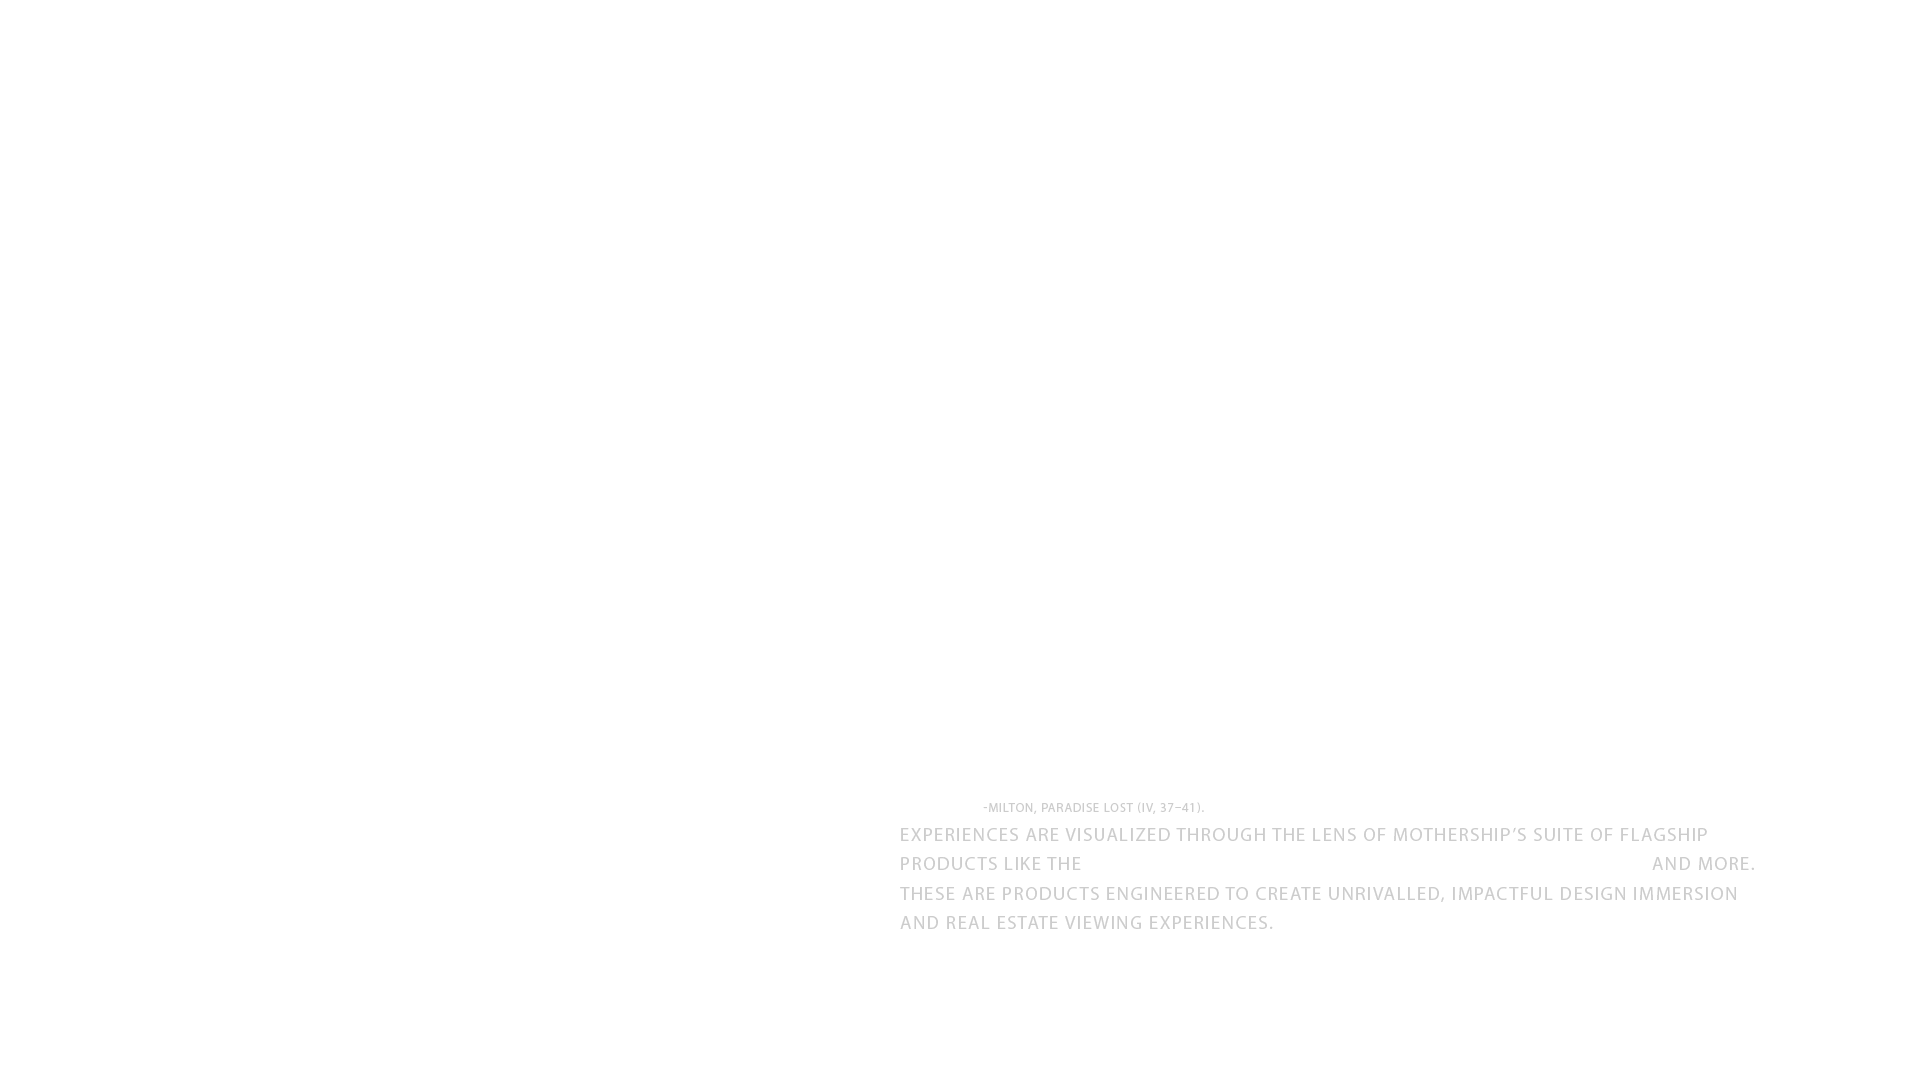 -MILTON, PARADISE LOST (IV, 37–41).
EXPERIENCES ARE VISUALIZED THROUGH THE LENS OF MOTHERSHIP’S SUITE OF FLAGSHIP
PRODUCTS LIKE THE AND MORE.
THESE ARE PRODUCTS ENGINEERED TO CREATE UNRIVALLED, IMPACTFUL DESIGN IMMERSION
AND REAL ESTATE VIEWING EXPERIENCES.